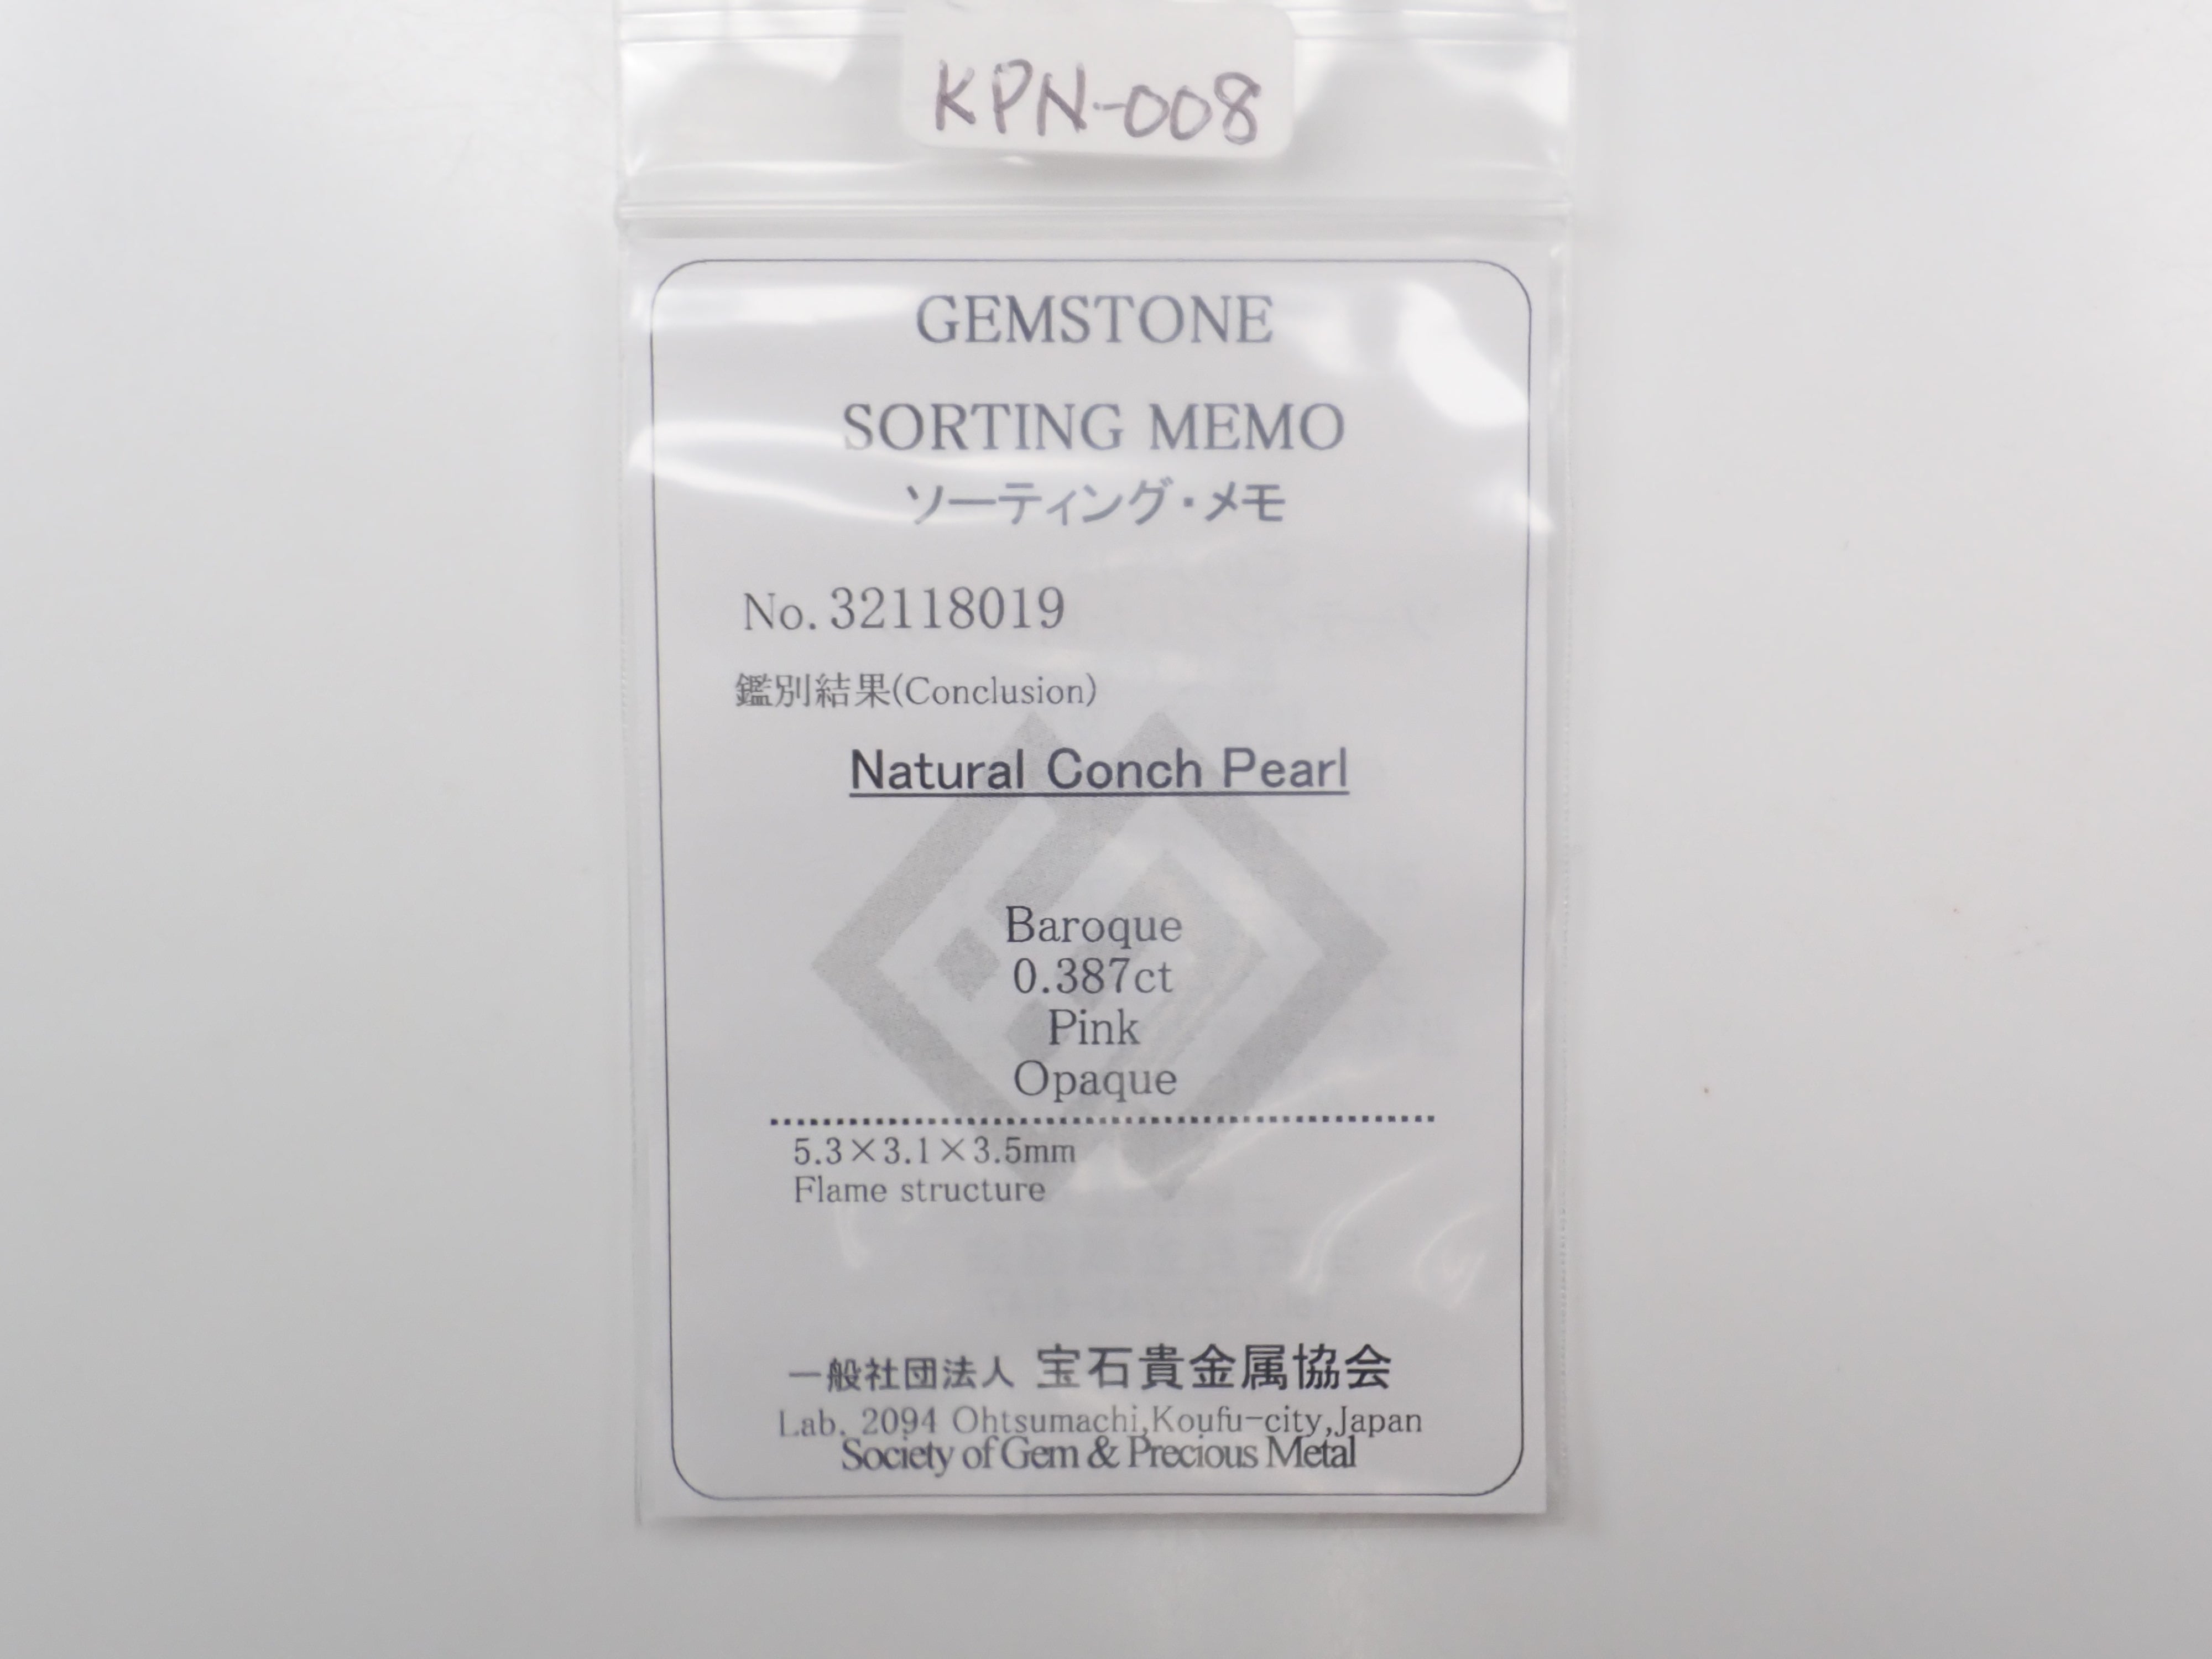 KPN-008
GEMSTONE
SORTING MEMO
ソーティング・メモ
No. 32118019
鑑別結果(Conclusion)
Natural Conch Pearl
Baroque
0.387ct
Pink
Opaque
5.3×3.1×3.5mm
Flame structure
一般社団法人 宝石貴金属協会
Lab. 2094 Ohtsumachi,Koufu-city,Japan
Society of Gem & Precious Metal